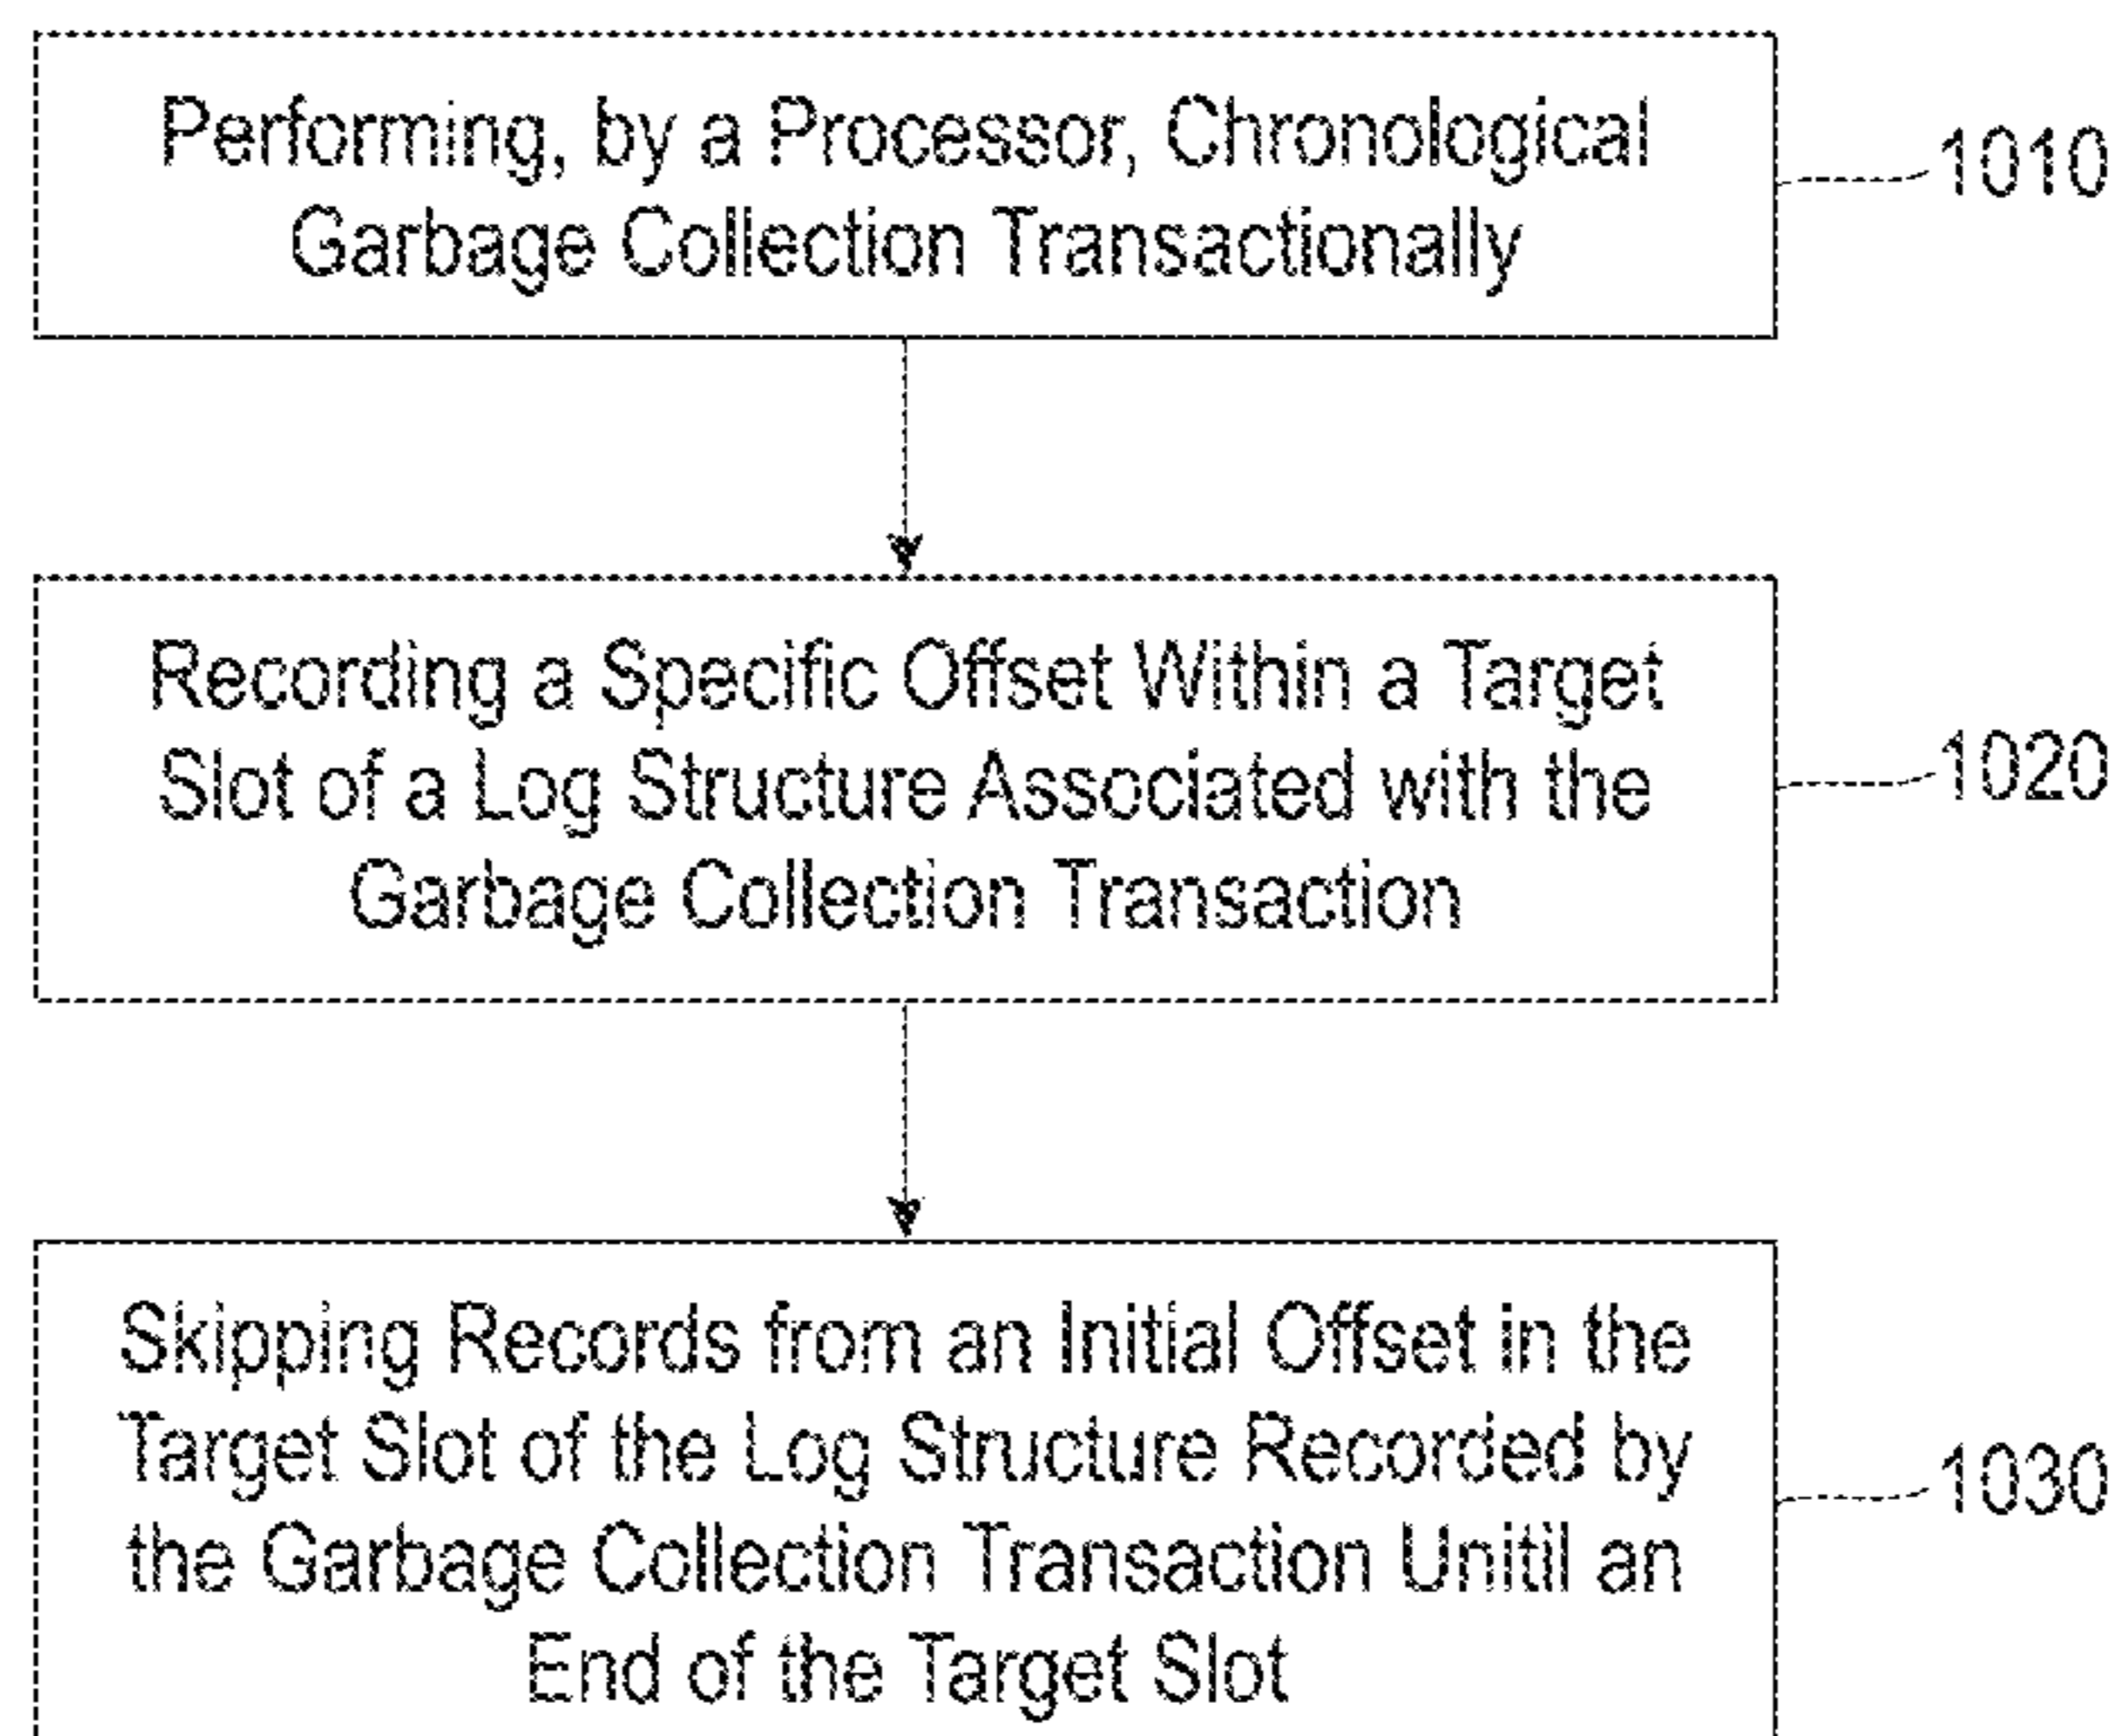 Performing, by a Processor, Chronological
Garbage Collection Transactionally
1010
Recording a Specific Offset Within a Target
Slot of a Log Structure Associated with the
Garbage Collection Transaction
1020
Skipping Records from an Initial Offset in the
Target Slot of the Log Structure Recorded by
the Garbage Collection Transaction Unitil an
End of the Target Slot
1030